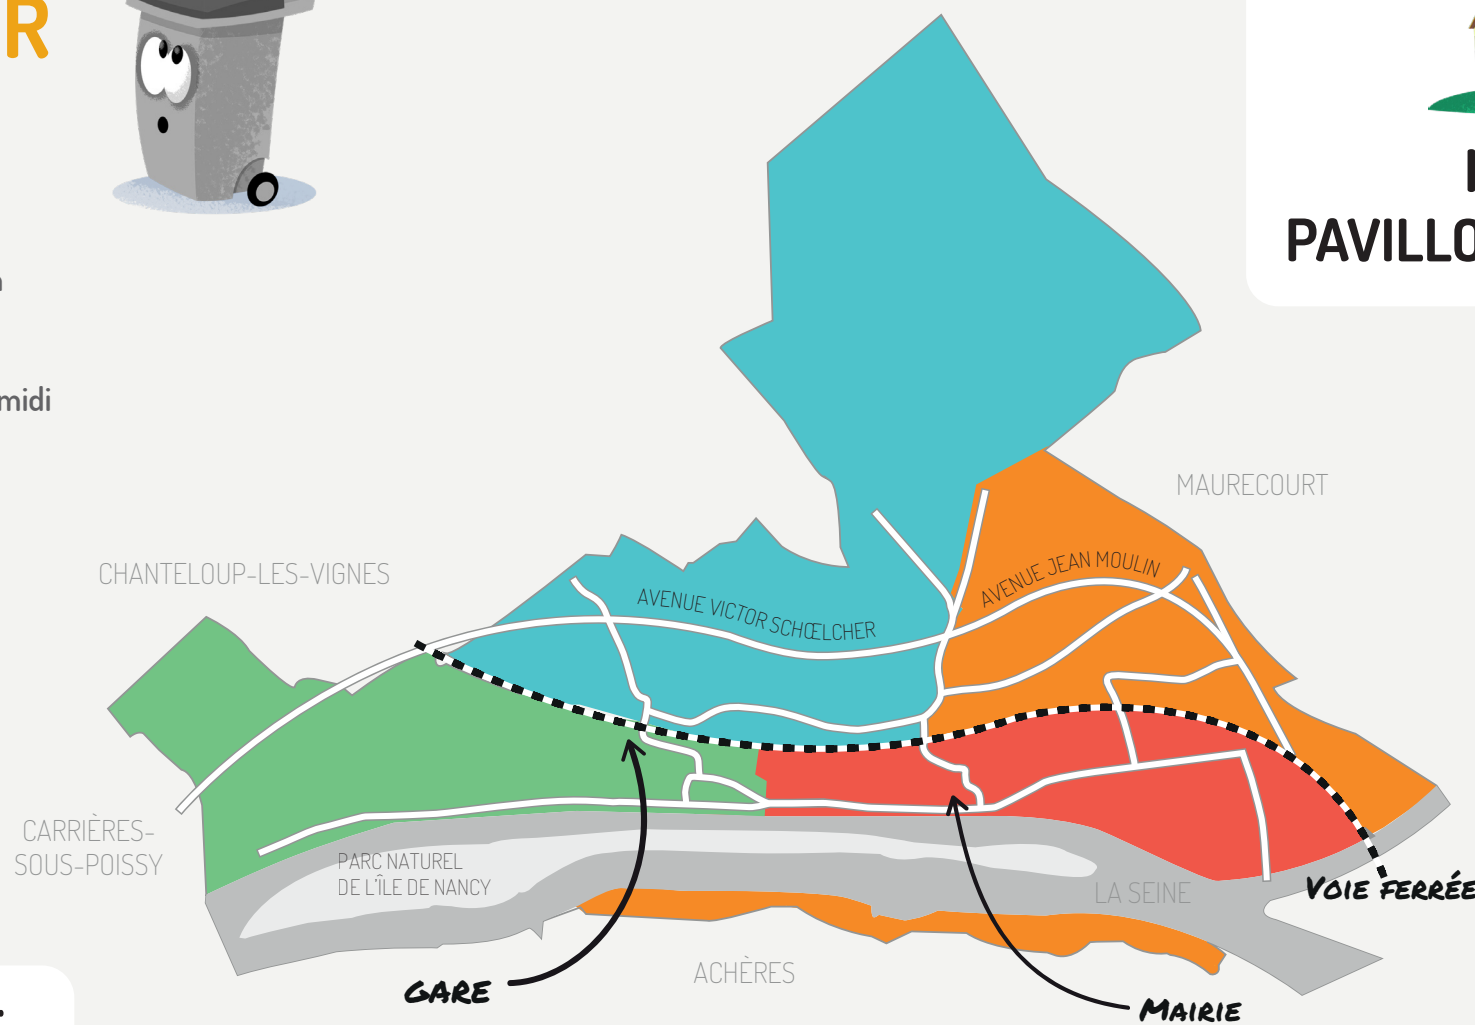 R
midi
PAVILLO
MAURECOURT
AVENUE JEAN MOULIN
CHANTELOUP-LES-VIGNES
AVENUE VICTOR SCHŒLCHER
CARRIÈRES-
SOUS-POISSY
PARC NATUREL
DE L'ÎLE DE NANCY
LA SEINE
VOIE FERRÉE
ACHÈRES
GARE
MAIRIE